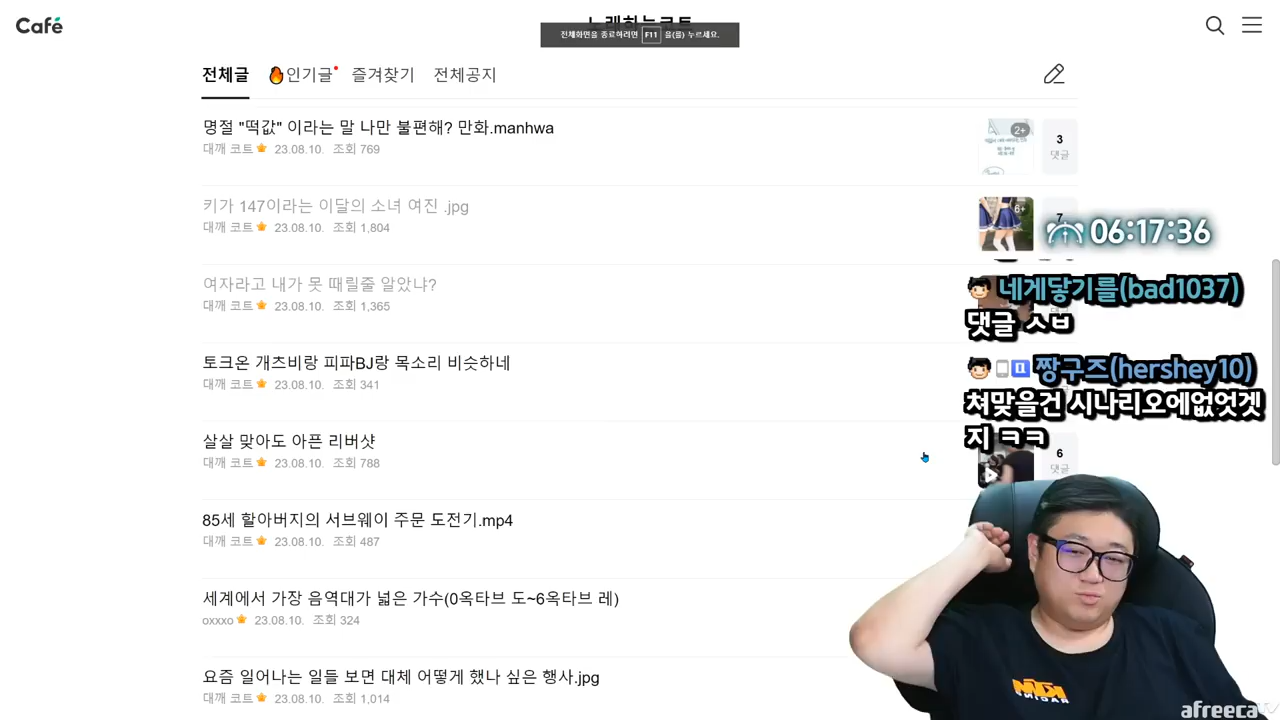 Café
노래하는코트
전체화면을 종료하려면 F11 을(를) 누르세요.
전체글 인기글 즐겨찾기 전체공지
명절 "떡값" 이라는 말 나만 불편해? 만화.manhwa
대깨 코트 23.08.10. 조회 769
2+
3
댓글
키가 147이라는 이달의 소녀 여진 .jpg
대깨 코트 23.08.10. 조회 1,804
6+
7
06:17:36
여자라고 내가 못 때릴줄 알았냐?
대깨 코트 23.08.10. 조회 1,365
네게닿기를(bad1037)
댓글 ㅅㅂ
토크온 개츠비랑 피파BJ랑 목소리 비슷하네
대깨 코트 23.08.10. 조회 341
짱구즈(hershey10)
쳐맞을건 시나리오에없엇겟
지 ㅋㅋ
살살 맞아도 아픈 리버샷
대깨 코트 23.08.10. 조회 788
6
댓글
85세 할아버지의 서브웨이 주문 도전기.mp4
대깨 코트 23.08.10. 조회 487
세계에서 가장 음역대가 넓은 가수(0옥타브 도~6옥타브 레)
oxxxo 23.08.10. 조회 324
요즘 일어나는 일들 보면 대체 어떻게 했나 싶은 행사.jpg
대깨 코트 23.08.10. 조회 1,014
afreecaTV